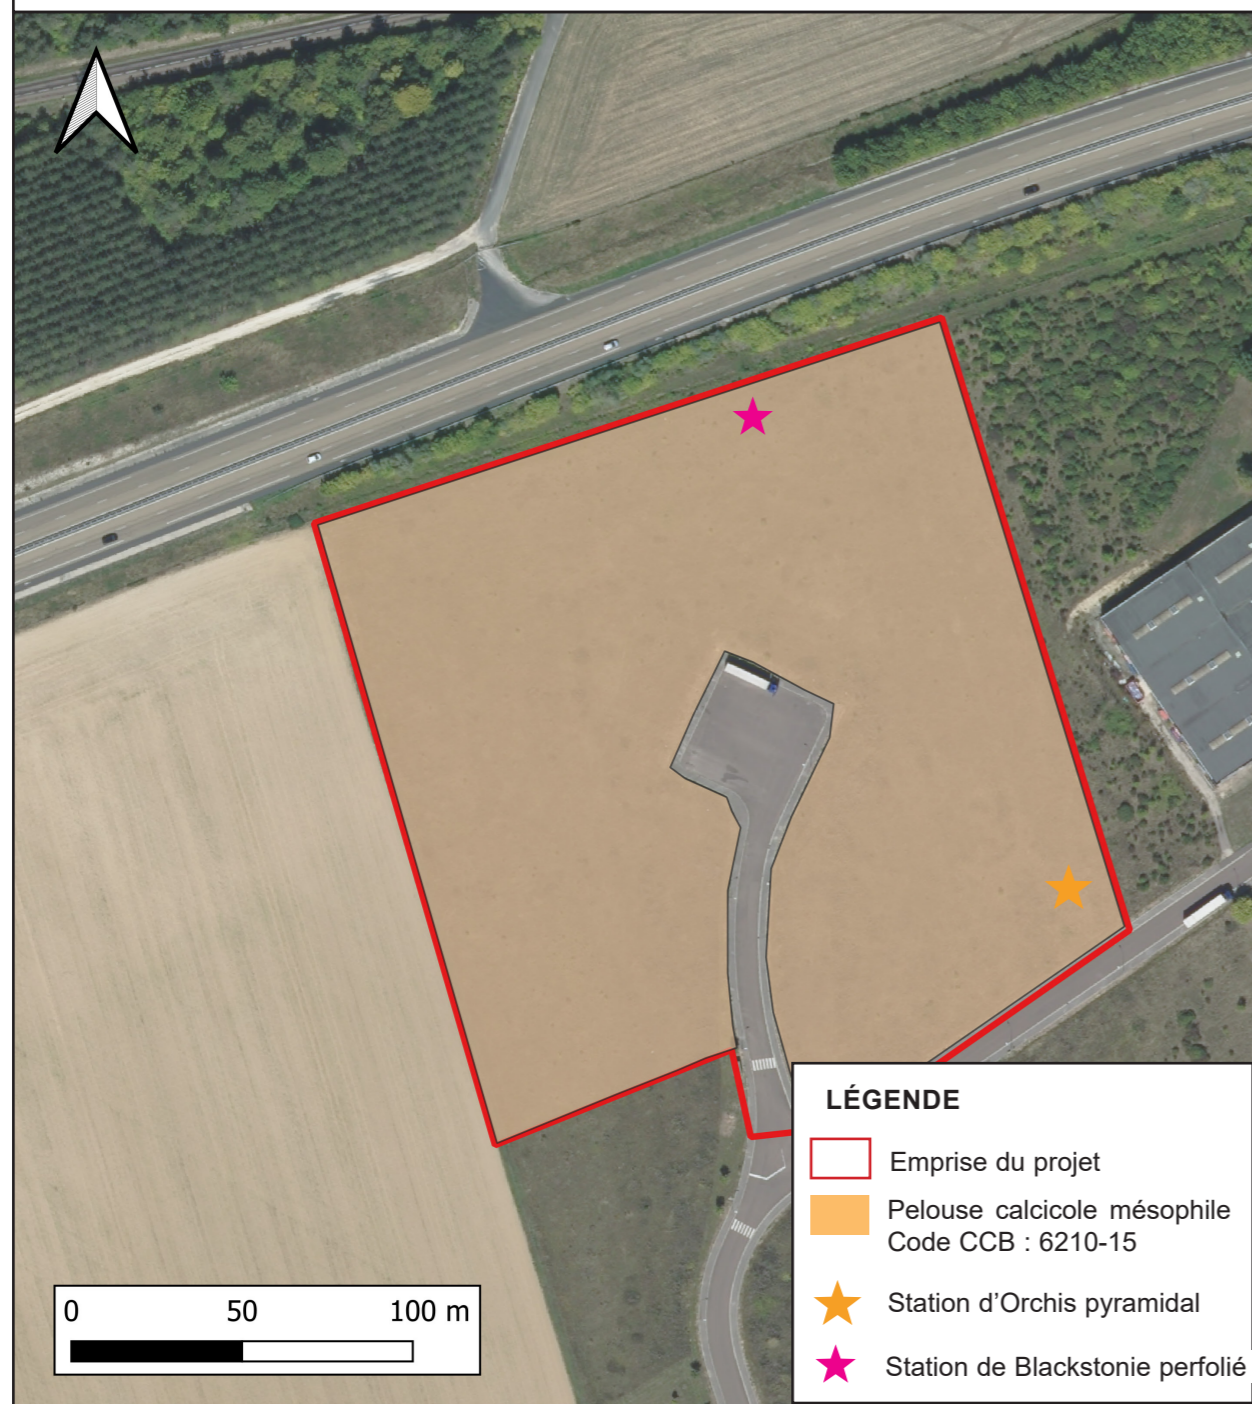 LÉGENDE
Emprise du projet
Pelouse calcicole mésophile
Code CCB : 6210-15
Station d'Orchis pyramidal
Station de Blackstonie perfolié
0 50 100 m